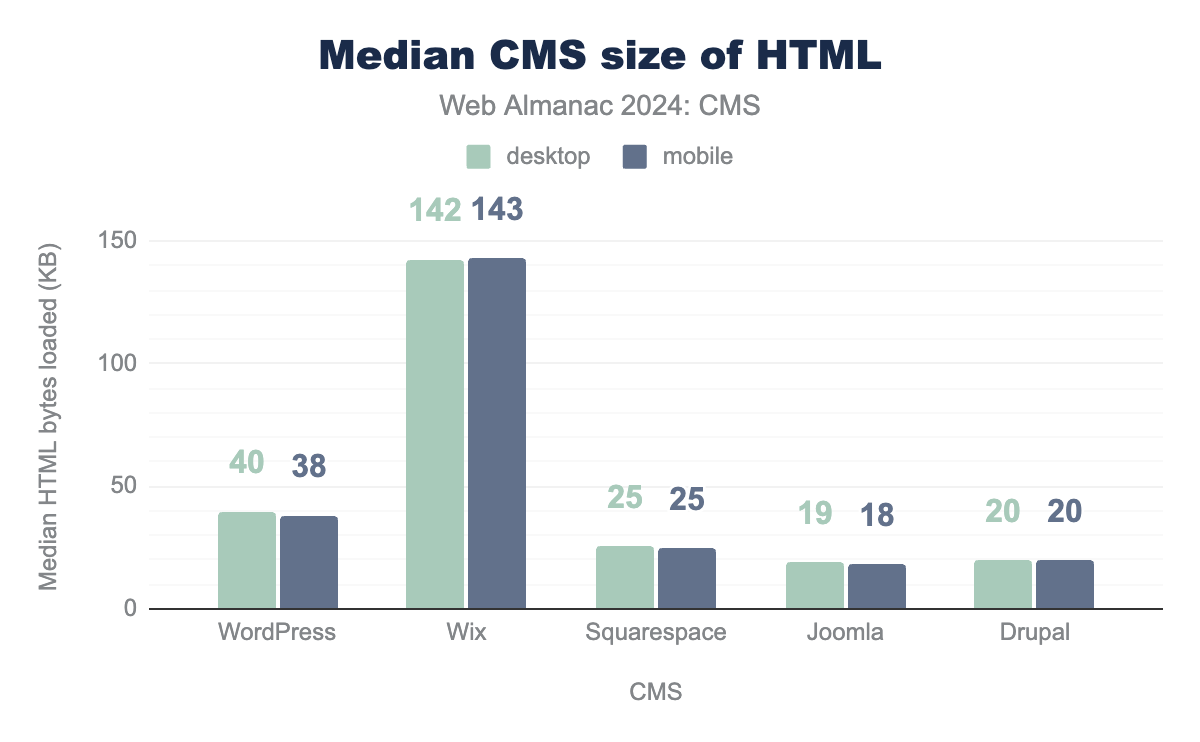 Median CMS size of HTML
Web Almanac 2024: CMS
desktop mobile
142 143
150
100
40 38
50
25 25
19 18
20 20
0
Median HTML bytes loaded (KB)
WordPress Wix Squarespace Joomla Drupal
CMS